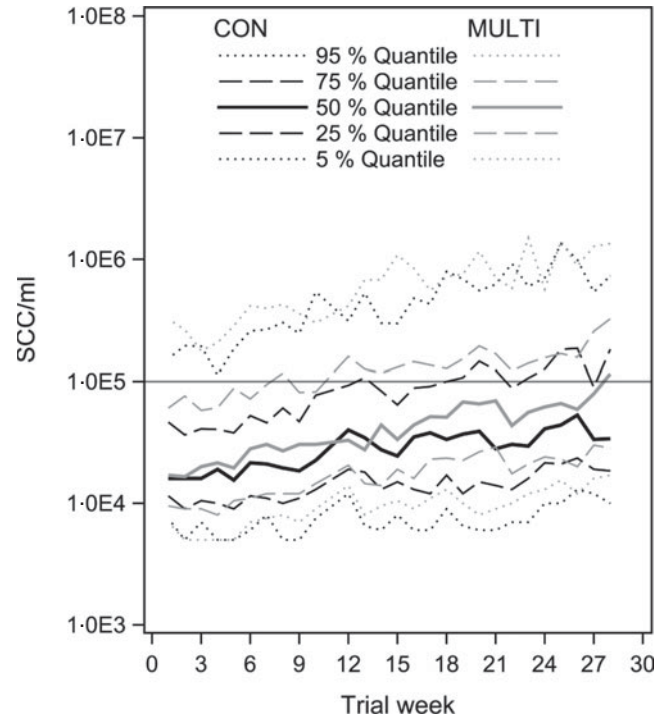 1·0E8
CON MULTI
95 % Quantile
75 % Quantile
50 % Quantile
25 % Quantile
5 % Quantile
1·0E7
1·0E6
SCC/ml
1·0E5
1·0E4
1·0E3
0 3 6 9 12 15 18 21 24 27 30
Trial week